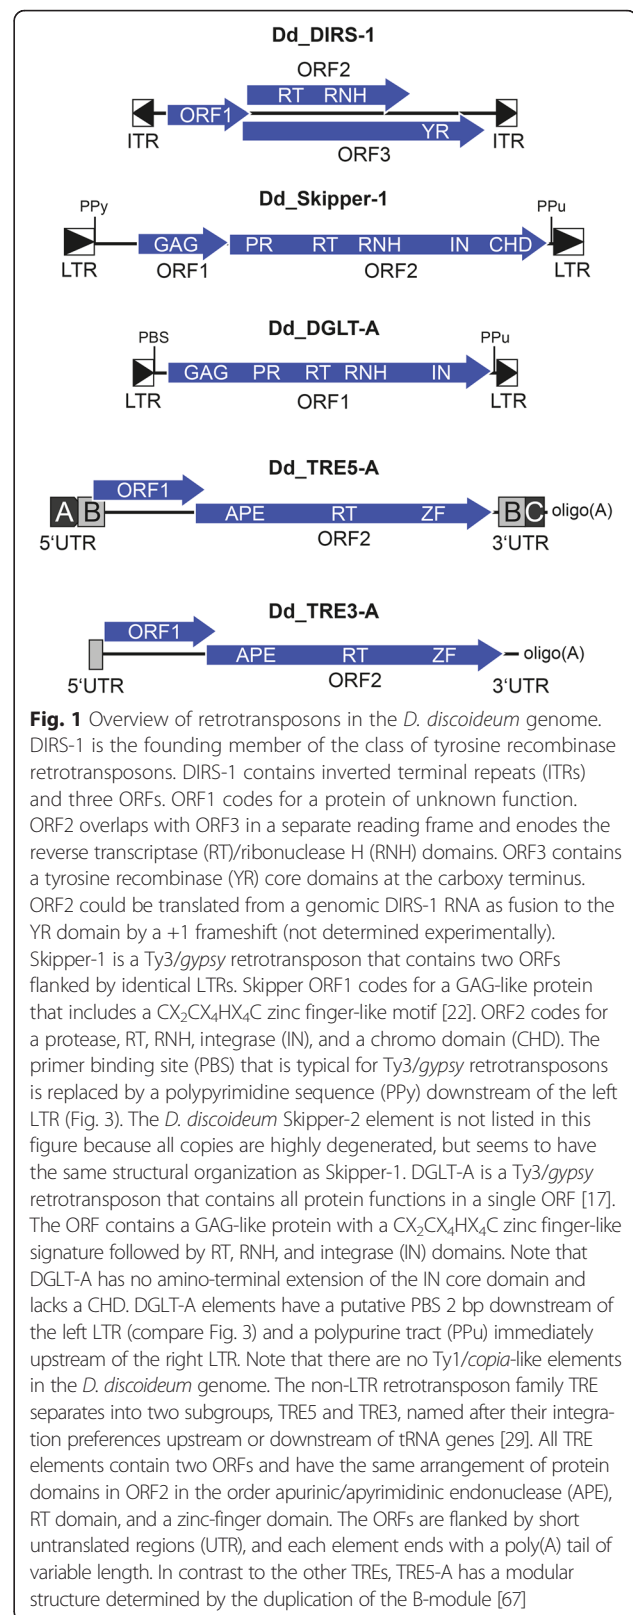 Dd_DIRS-1
ORF2
RT RNH
ORF1
ITR
YR
ITR
ORF3
Dd_Skipper-1
PPy
PPu
GAG
PR RT RNH IN CHD
LTR
ORF1
ORF2
LTR
Dd_DGLT-A
PBS
PPu
GAG PR RT RNH IN
LTR
ORF1
LTR
Dd_TRE5-A
ORF1
A B
APE RT ZF
B C
oligo(A)
5‘UTR
ORF2
3‘UTR
Dd_TRE3-A
ORF1
APE RT ZF
oligo(A)
5‘UTR
ORF2
3‘UTR
Fig. 1 Overview of retrotransposons in the D. discoideum genome.
DIRS-1 is the founding member of the class of tyrosine recombinase
retrotransposons. DIRS-1 contains inverted terminal repeats (ITRs)
and three ORFs. ORF1 codes for a protein of unknown function.
ORF2 overlaps with ORF3 in a separate reading frame and enodes the
reverse transcriptase (RT)/ribonuclease H (RNH) domains. ORF3 contains
a tyrosine recombinase (YR) core domains at the carboxy terminus.
ORF2 could be translated from a genomic DIRS-1 RNA as fusion to the
YR domain by a +1 frameshift (not determined experimentally).
Skipper-1 is a Ty3/gypsy retrotransposon that contains two ORFs
flanked by identical LTRs. Skipper ORF1 codes for a GAG-like protein
that includes a CX₂CX₄HX₄C zinc finger-like motif [22]. ORF2 codes for
a protease, RT, RNH, integrase (IN), and a chromo domain (CHD). The
primer binding site (PBS) that is typical for Ty3/gypsy retrotransposons
is replaced by a polypyrimidine sequence (PPy) downstream of the left
LTR (Fig. 3). The D. discoideum Skipper-2 element is not listed in this
figure because all copies are highly degenerated, but seems to have
the same structural organization as Skipper-1. DGLT-A is a Ty3/gypsy
retrotransposon that contains all protein functions in a single ORF [17].
The ORF contains a GAG-like protein with a CX₂CX₄HX₄C zinc finger-like
signature followed by RT, RNH, and integrase (IN) domains. Note that
DGLT-A has no amino-terminal extension of the IN core domain and
lacks a CHD. DGLT-A elements have a putative PBS 2 bp downstream of
the left LTR (compare Fig. 3) and a polypurine tract (PPu) immediately
upstream of the right LTR. Note that there are no Ty1/copia-like elements
in the D. discoideum genome. The non-LTR retrotransposon family TRE
separates into two subgroups, TRE5 and TRE3, named after their integra-
tion preferences upstream or downstream of tRNA genes [29]. All TRE
elements contain two ORFs and have the same arrangement of protein
domains in ORF2 in the order apurinic/apyrimidinic endonuclease (APE),
RT domain, and a zinc-finger domain. The ORFs are flanked by short
untranslated regions (UTR), and each element ends with a poly(A) tail of
variable length. In contrast to the other TREs, TRE5-A has a modular
structure determined by the duplication of the B-module [67]